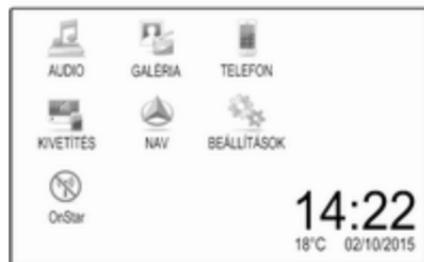 AUDIO GALÉRIA TELEFON
KIVETÍTÉS NAV BEÁLLÍTÁSOK
OnStar
14:22
18°C 02/10/2015